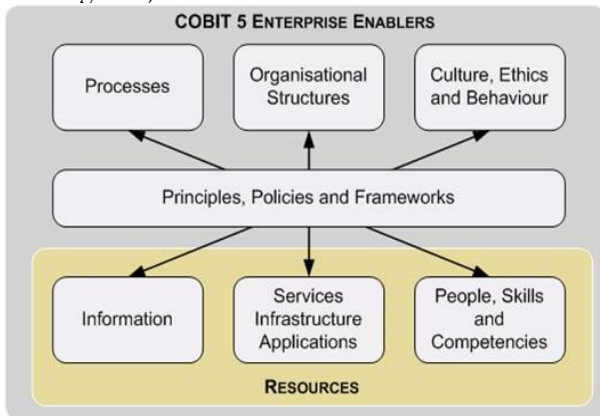 COBIT 5 ENTERPRISE ENABLERS
Processes
Organisational
Structures
Culture, Ethics
and Behaviour
Principles, Policies and Frameworks
Information
Services
Infrastructure
Applications
People, Skills
and
Competencies
RESOURCES